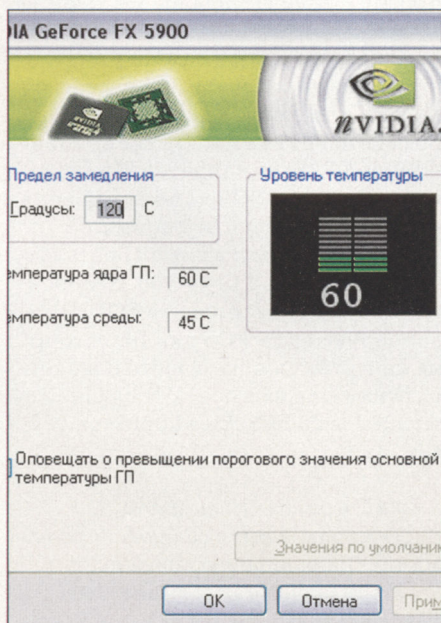 IA GeForce FX 5900
nVIDIA.
Предел замедления
Градусы: 120 C
Уровень температуры
60
емпература ядра ГП: 60 C
емпература среды: 45 C
Оповещать о превышении порогового значения основной
температуры ГП
Значения по умолчани
OK Отмена Прим